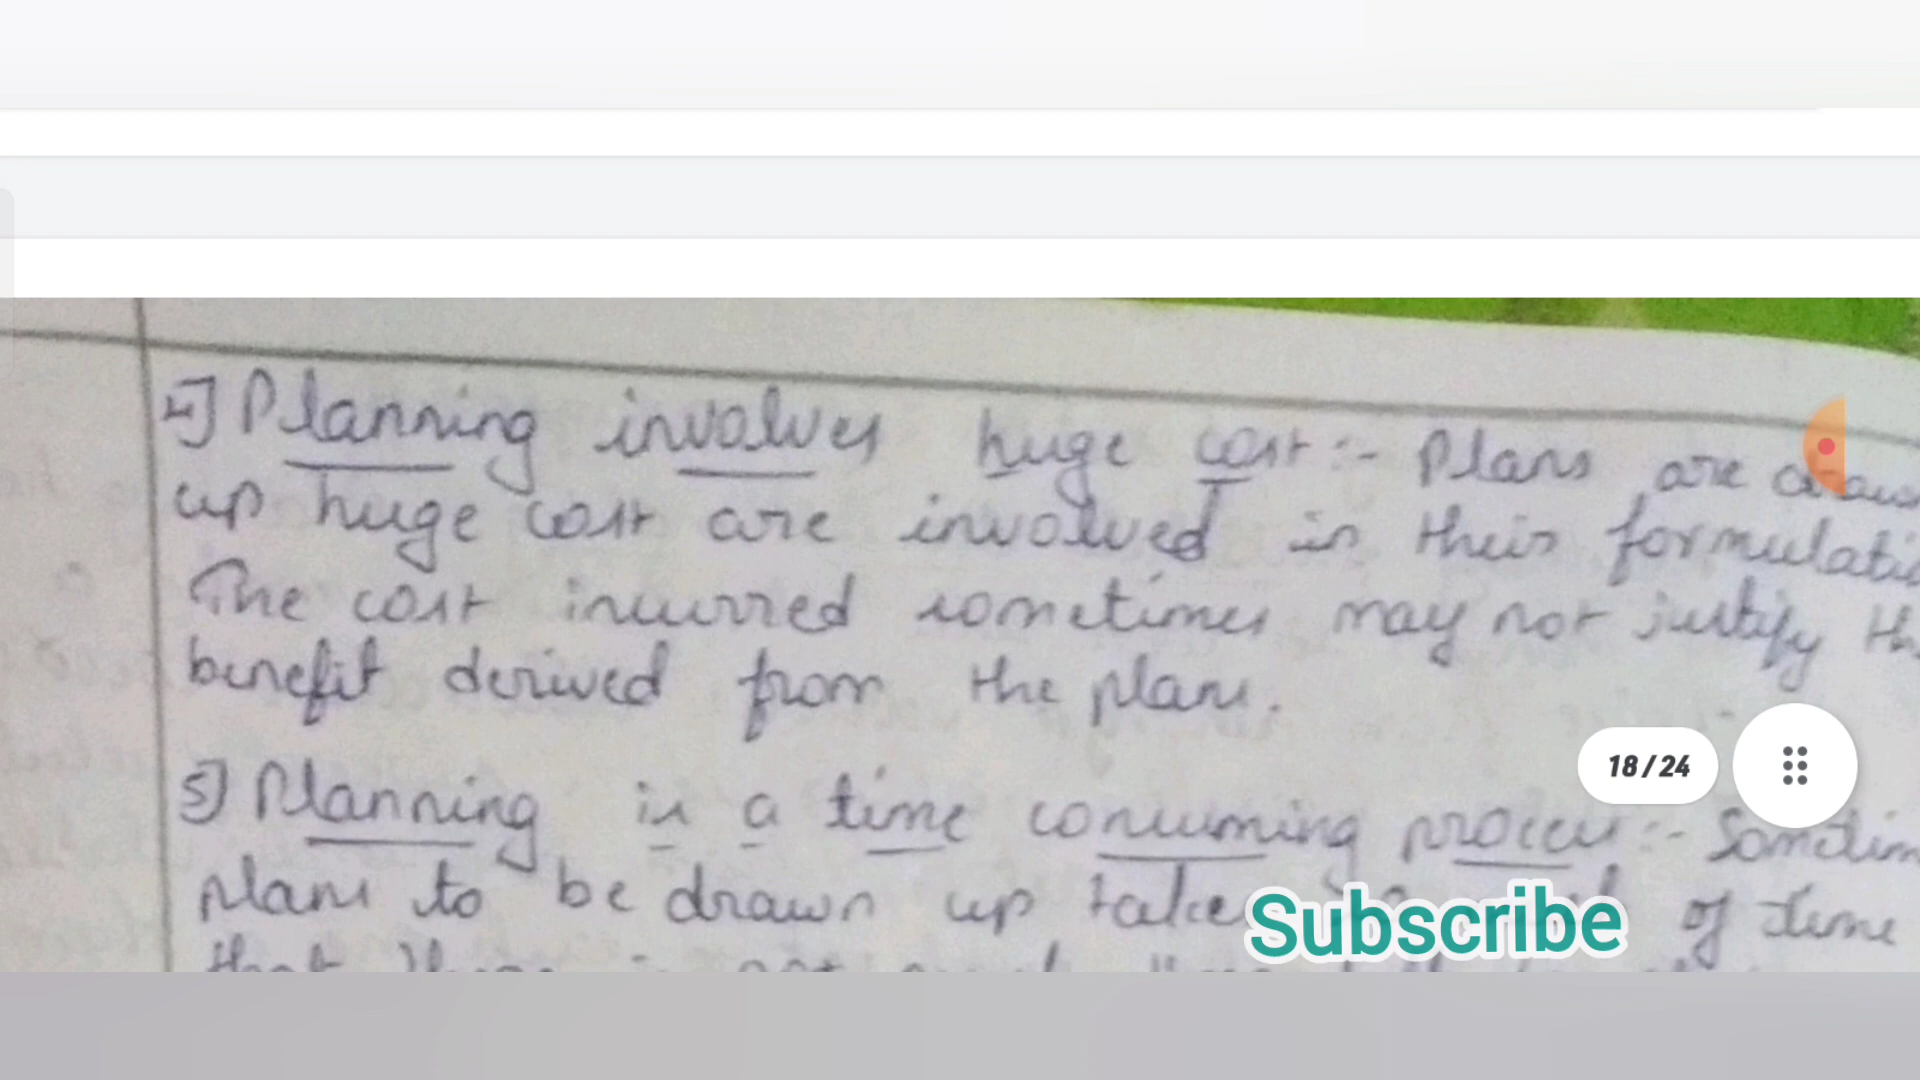 4] Planning involves huge cost :- Plans are
up huge cost are involved in their
The cost incurred sometimes may not justify
benefit derived from the plans.
18/24
5] Planning is a time consuming process :-
plans to be drawn up take of time
Subscribe